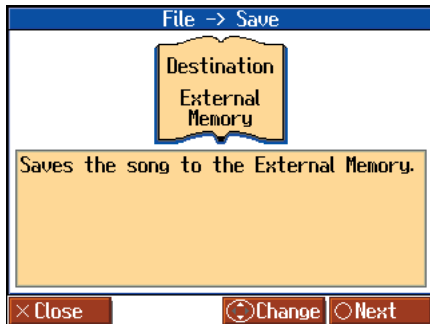 File -> Save
Destination
External
Memory
Saves the song to the External Memory.
×Close
Change
Next